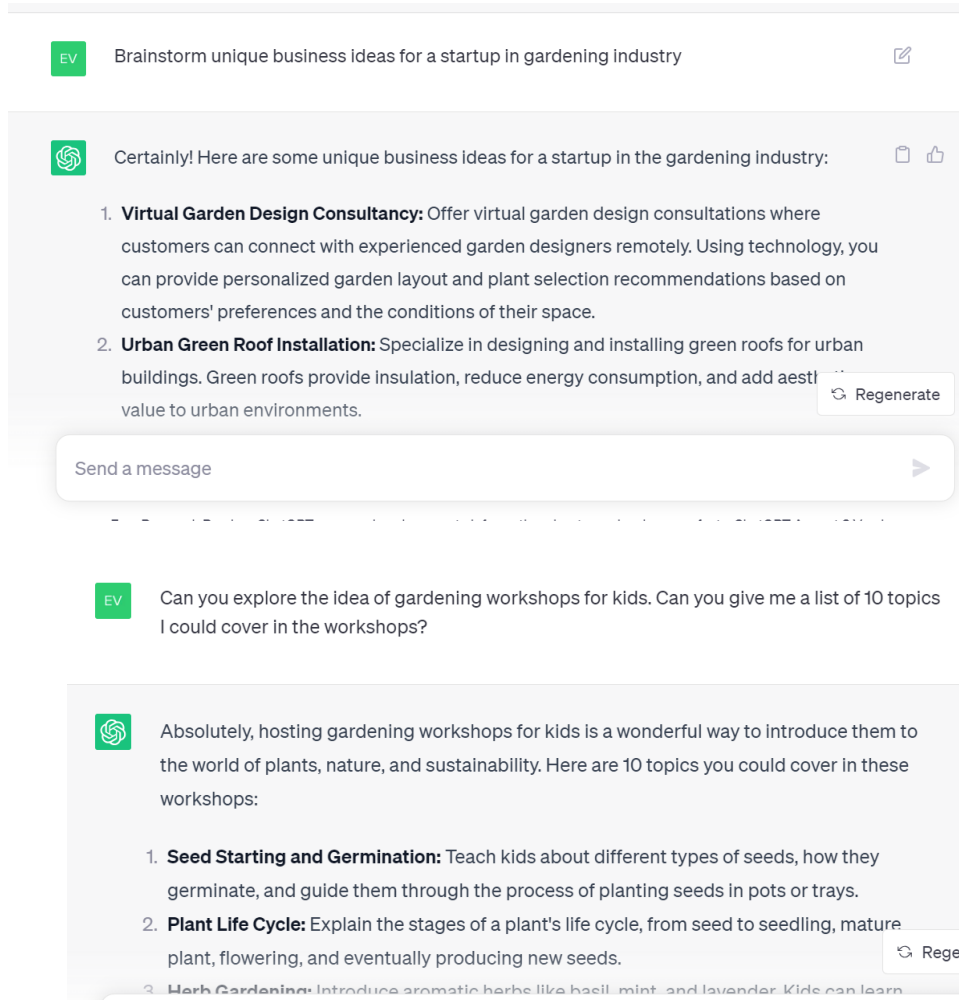 EV
Brainstorm unique business ideas for a startup in gardening industry
Certainly! Here are some unique business ideas for a startup in the gardening industry:
1. Virtual Garden Design Consultancy: Offer virtual garden design consultations where
customers can connect with experienced garden designers remotely. Using technology, you
can provide personalized garden layout and plant selection recommendations based on
customers' preferences and the conditions of their space.
2. Urban Green Roof Installation: Specialize in designing and installing green roofs for urban
buildings. Green roofs provide insulation, reduce energy consumption, and add
Regenerate
value to urban environments.
Send a message
EV
Can you explore the idea of gardening workshops for kids. Can you give me a list of 10 topics
I could cover in the workshops?
Absolutely, hosting gardening workshops for kids is a wonderful way to introduce them to
the world of plants, nature, and sustainability. Here are 10 topics you could cover in these
workshops:
1. Seed Starting and Germination: Teach kids about different types of seeds, how they
germinate, and guide them through the process of planting seeds in pots or trays.
2. Plant Life Cycle: Explain the stages of a plant's life cycle, from seed to seedling, mature
plant, flowering, and eventually producing new seeds.
Rege
3. Herb Gardening: Introduce aromatic herbs like basil, mint, and lavender. Kids can learn